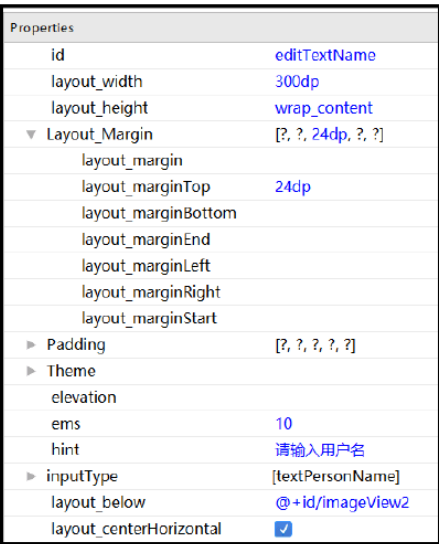 Properties
id editTextName
layout_width 300dp
layout_height wrap_content
Layout_Margin [?, ?, 24dp, ?, ?]
layout_margin
layout_marginTop 24dp
layout_marginBottom
layout_marginEnd
layout_marginLeft
layout_marginRight
layout_marginStart
Padding [?, ?, ?, ?, ?]
Theme
elevation
ems 10
hint 请输入用户名
inputType [textPersonName]
layout_below @+id/imageView2
layout_centerHorizontal